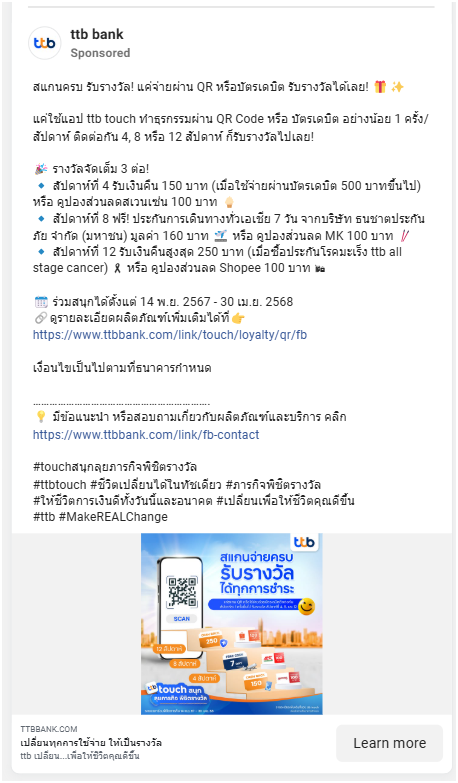 ttb
ttb bank
Sponsored
สแกนครบ รับรางวัล! แค่จ่ายผ่าน QR หรือบัตรเดบิต รับรางวัลได้เลย! 🎁 ✨
แค่ใช้แอป ttb touch ทำธุรกรรมผ่าน QR Code หรือ บัตรเดบิต อย่างน้อย 1 ครั้ง/
สัปดาห์ ติดต่อกัน 4, 8 หรือ 12 สัปดาห์ ก็รับรางวัลไปเลย!
🎉 รางวัลจัดเต็ม 3 ต่อ!
🔹 สัปดาห์ที่ 4 รับเงินคืน 150 บาท (เมื่อใช้จ่ายผ่านบัตรเดบิต 500 บาทขึ้นไป)
หรือ คูปองส่วนลดสเวนเซ่น 100 บาท 🍦
🔹 สัปดาห์ที่ 8 ฟรี! ประกันการเดินทางทั่วเอเชีย 7 วัน จากบริษัท ธนชาตประกัน
ภัย จำกัด (มหาชน) มูลค่า 160 บาท 🛫 หรือ คูปองส่วนลด MK 100 บาท 🥢
🔹 สัปดาห์ที่ 12 รับเงินคืนสูงสุด 250 บาท (เมื่อซื้อประกันโรคมะเร็ง ttb all
stage cancer) 🎗 หรือ คูปองส่วนลด Shopee 100 บาท 🛍
🗓 ร่วมสนุกได้ตั้งแต่ 14 พ.ย. 2567 - 30 เม.ย. 2568
🔗 ดูรายละเอียดผลิตภัณฑ์เพิ่มเติมได้ที่ 👉
https://www.ttbbank.com/link/touch/loyalty/qr/fb
เงื่อนไขเป็นไปตามที่ธนาคารกำหนด
……………………………………………………….
💡 มีข้อแนะนำ หรือสอบถามเกี่ยวกับผลิตภัณฑ์และบริการ คลิก
https://www.ttbbank.com/link/fb-contact
#touchสนุกลุยภารกิจพิชิตรางวัล
#ttbtouch #ชีวิตเปลี่ยนได้ในทัชเดียว #ภารกิจพิชิตรางวัล
#ให้ชีวิตการเงินดีทั้งวันนี้และอนาคต #เปลี่ยนเพื่อให้ชีวิตคุณดีขึ้น
#ttb #MakeREALChange
ttb
สแกนจ่ายครบ
รับรางวัล
ได้ทุกการชำระ
SCAN
12 สัปดาห์
250
8 สัปดาห์
7
4 สัปดาห์
150
ttb touch สนุก
ลุยภารกิจ พิชิตรางวัล
TTBBANK.COM
เปลี่ยนทุกการใช้จ่าย ให้เป็นรางวัล
ttb เปลี่ยน...เพื่อให้ชีวิตคุณดีขึ้น
Learn more